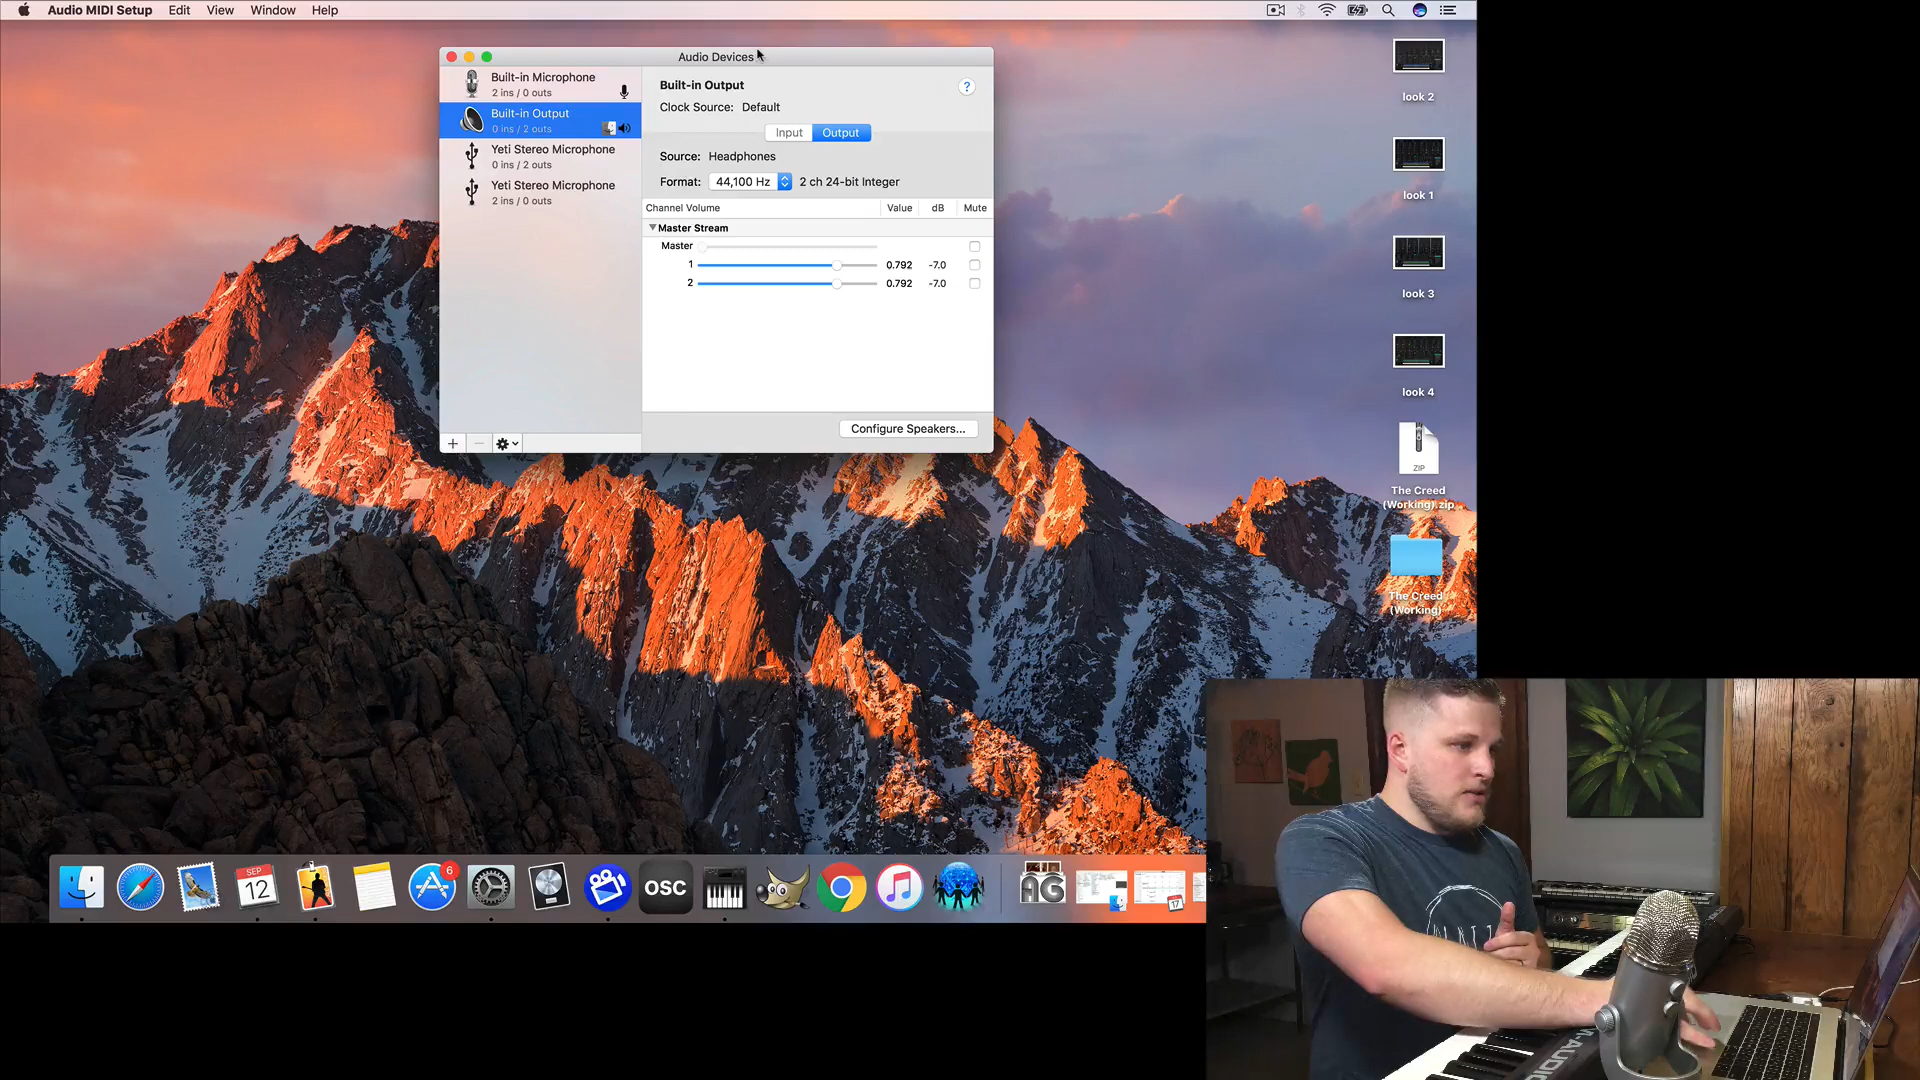 Audio MIDI Setup Edit View Window Help
Audio Devices
Built-in Microphone
2 ins / 0 outs
Built-in Output
0 ins / 2 outs
Yeti Stereo Microphone
0 ins / 2 outs
Yeti Stereo Microphone
2 ins / 0 outs
Built-in Output
?
Clock Source: Default
Input Output
Source: Headphones
Format: 44,100 Hz 2 ch 24-bit Integer
Channel Volume Value dB Mute
Master Stream
Master
1 0.792 -7.0
2 0.792 -7.0
Configure Speakers...
look 2
look 1
look 3
look 4
ZIP
The Creed
(Working).zip
The Creed
(Working)
SEP
12
6
OSC
AG
17
M-AUDIO